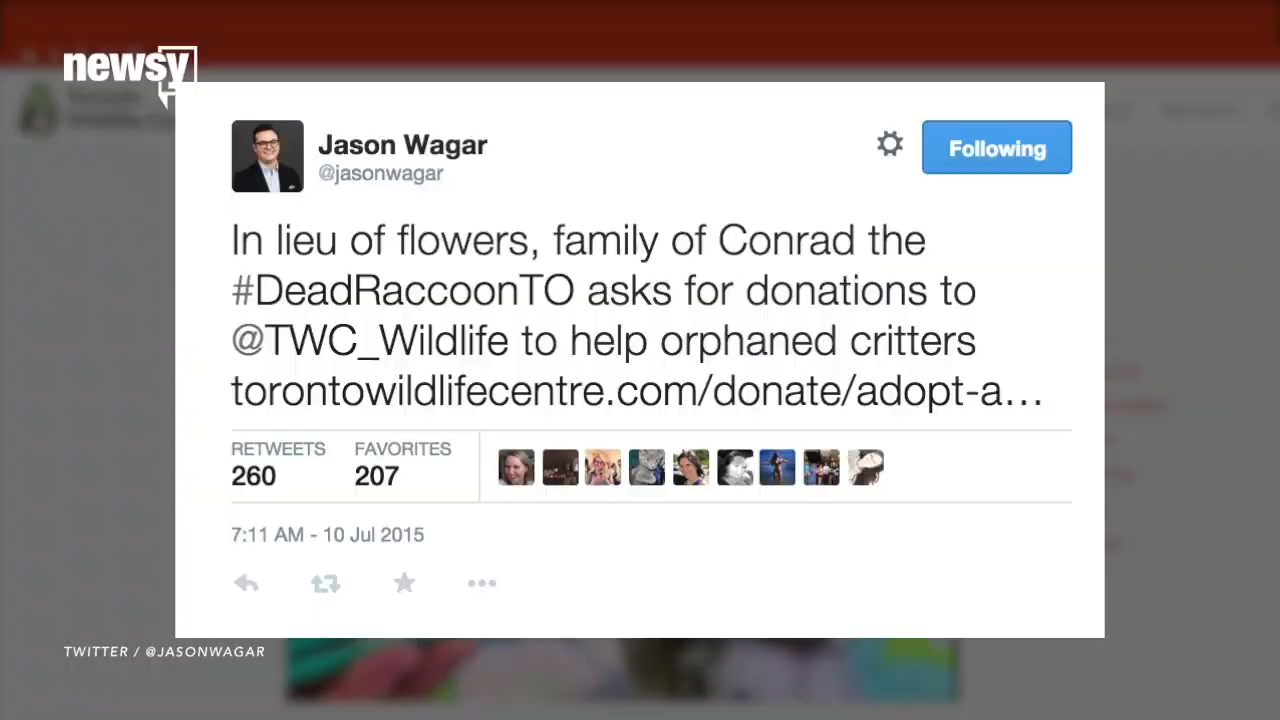 newsy
Jason Wagar
@jasonwagar
Following
In lieu of flowers, family of Conrad the
#DeadRaccoonTO asks for donations to
@TWC_Wildlife to help orphaned critters
torontowildlifecentre.com/donate/adopt-a...
RETWEETS
FAVORITES
260
207
7:11 AM - 10 Jul 2015
TWITTER / @JASONWAGAR